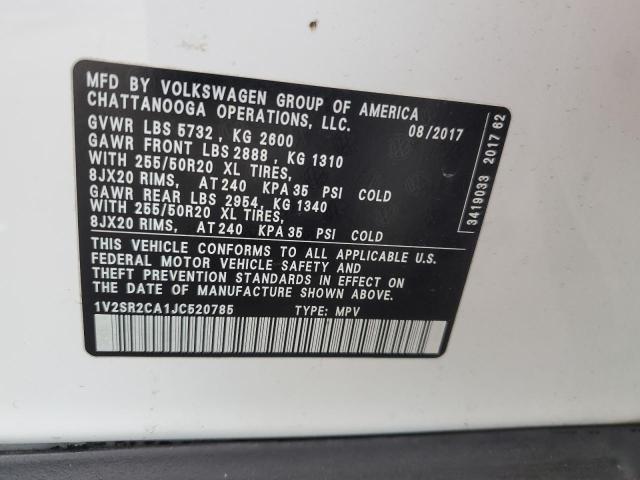 MFD BY VOLKSWAGEN GROUP OF AMERICA
CHATTANOOGA OPERATIONS, LLC.
08/2017
GVWR LBS 5732 , KG 2600
GAWR FRONT LBS 2888 , KG 1310
WITH 255/50R20 XL TIRES,
8JX20 RIMS, AT 240 KPA 35 PSI COLD
GAWR REAR LBS 2954 , KG 1340
WITH 255/50R20 XL TIRES,
8JX20 RIMS, AT 240 KPA 35 PSI COLD
THIS VEHICLE CONFORMS TO ALL APPLICABLE U.S.
FEDERAL MOTOR VEHICLE SAFETY AND
THEFT PREVENTION STANDARDS IN EFFECT ON
THE DATE OF MANUFACTURE SHOWN ABOVE.
1V2SR2CA1JC520785 TYPE: MPV
3419033 2017 62